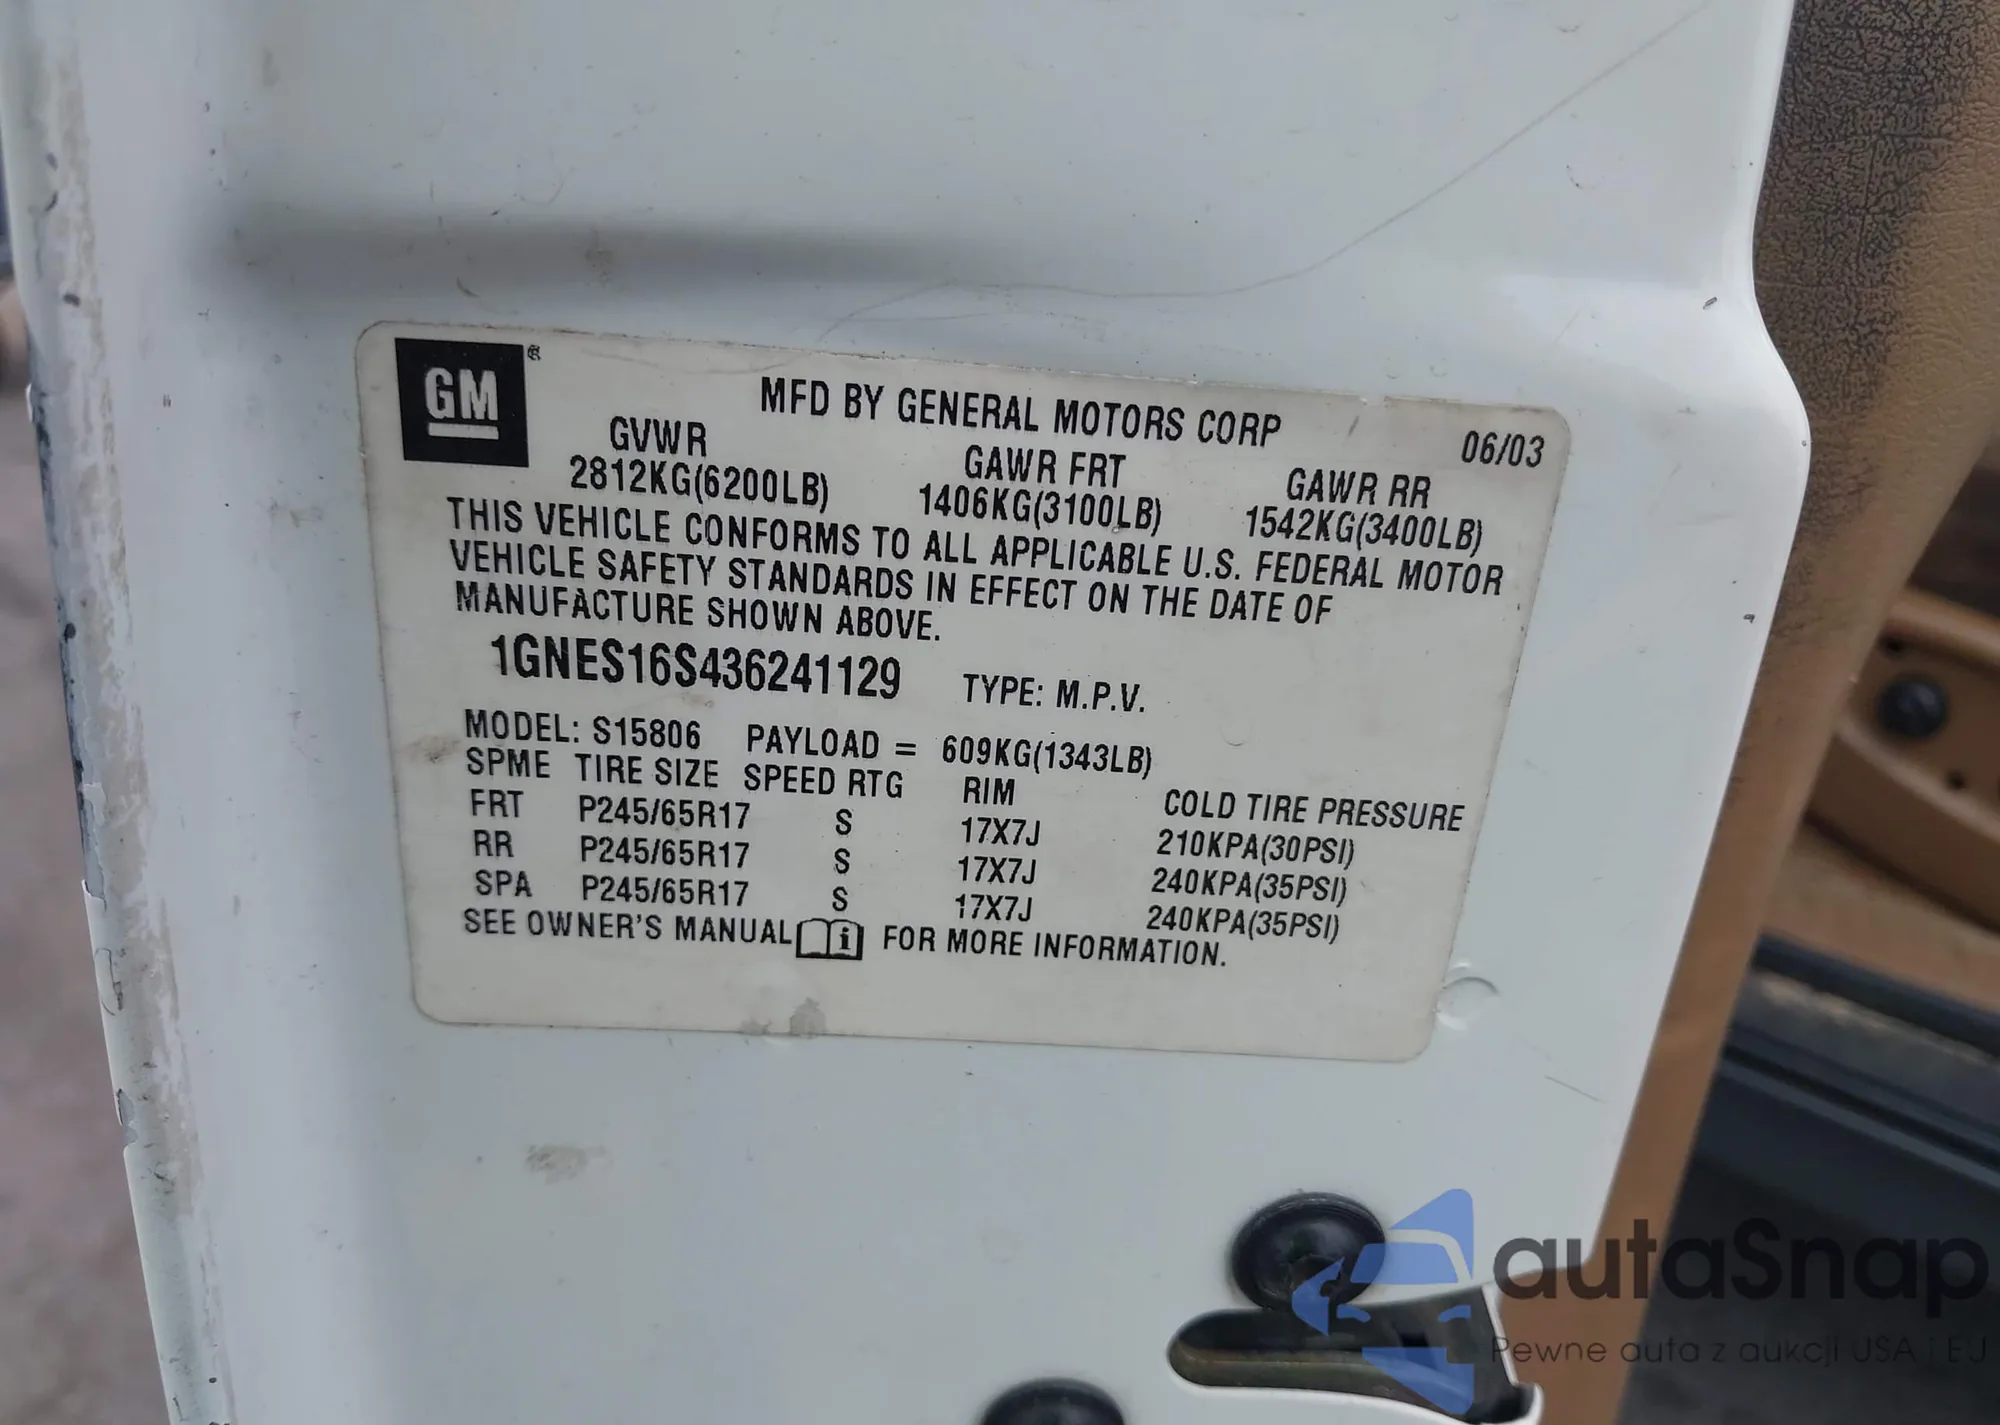 GM®
MFD BY GENERAL MOTORS CORP 06/03
GVWR GAWR FRT GAWR RR
2812KG(6200LB) 1406KG(3100LB) 1542KG(3400LB)
THIS VEHICLE CONFORMS TO ALL APPLICABLE U.S. FEDERAL MOTOR
VEHICLE SAFETY STANDARDS IN EFFECT ON THE DATE OF
MANUFACTURE SHOWN ABOVE.
1GNES16S436241129 TYPE: M.P.V.
MODEL: S15806 PAYLOAD = 609KG(1343LB)
SPME TIRE SIZE SPEED RTG RIM COLD TIRE PRESSURE
FRT P245/65R17 S 17X7J 210KPA(30PSI)
RR P245/65R17 S 17X7J 240KPA(35PSI)
SPA P245/65R17 S 17X7J 240KPA(35PSI)
SEE OWNER'S MANUAL i FOR MORE INFORMATION.
autaSnap
Pewne auta z aukcji USA i EU